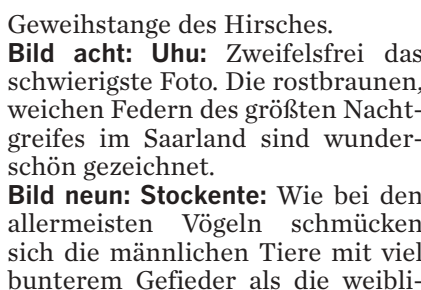 Geweihstange des Hirsches.
Bild acht: Uhu: Zweifelsfrei das
schwierigste Foto. Die rostbraunen,
weichen Federn des größten Nacht-
greifes im Saarland sind wunder-
schön gezeichnet.
Bild neun: Stockente: Wie bei den
allermeisten Vögeln schmücken
sich die männlichen Tiere mit viel
bunterem Gefieder als die weibli-